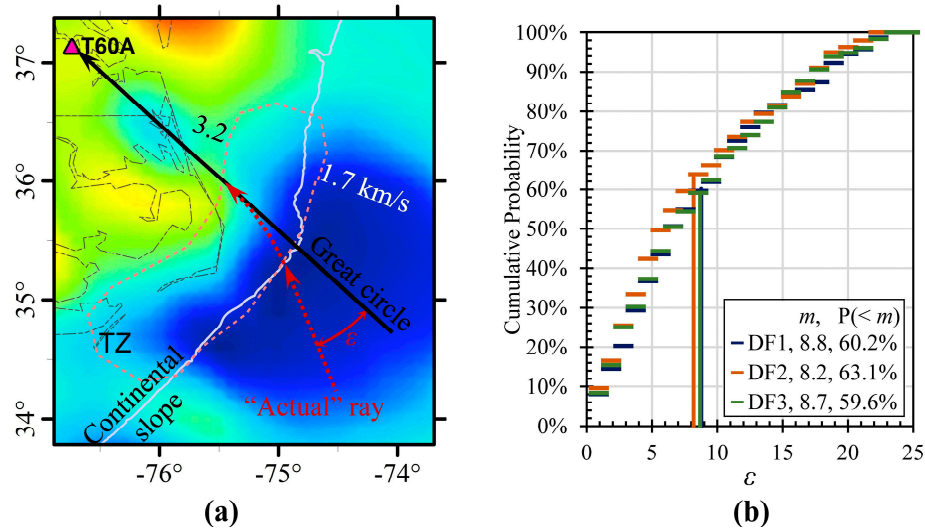 37°
36°
35°
34°
T60A
3.2
1.7 km/s
Great circle
ε
TZ
Continental
slope
“Actual” ray
-76°
-75°
-74°
(a)
Cumulative Probability
100%
90%
80%
70%
60%
50%
40%
30%
20%
10%
0%
m, P(< m)
DF1, 8.8, 60.2%
DF2, 8.2, 63.1%
DF3, 8.7, 59.6%
0
5
10
15
20
25
ε
(b)